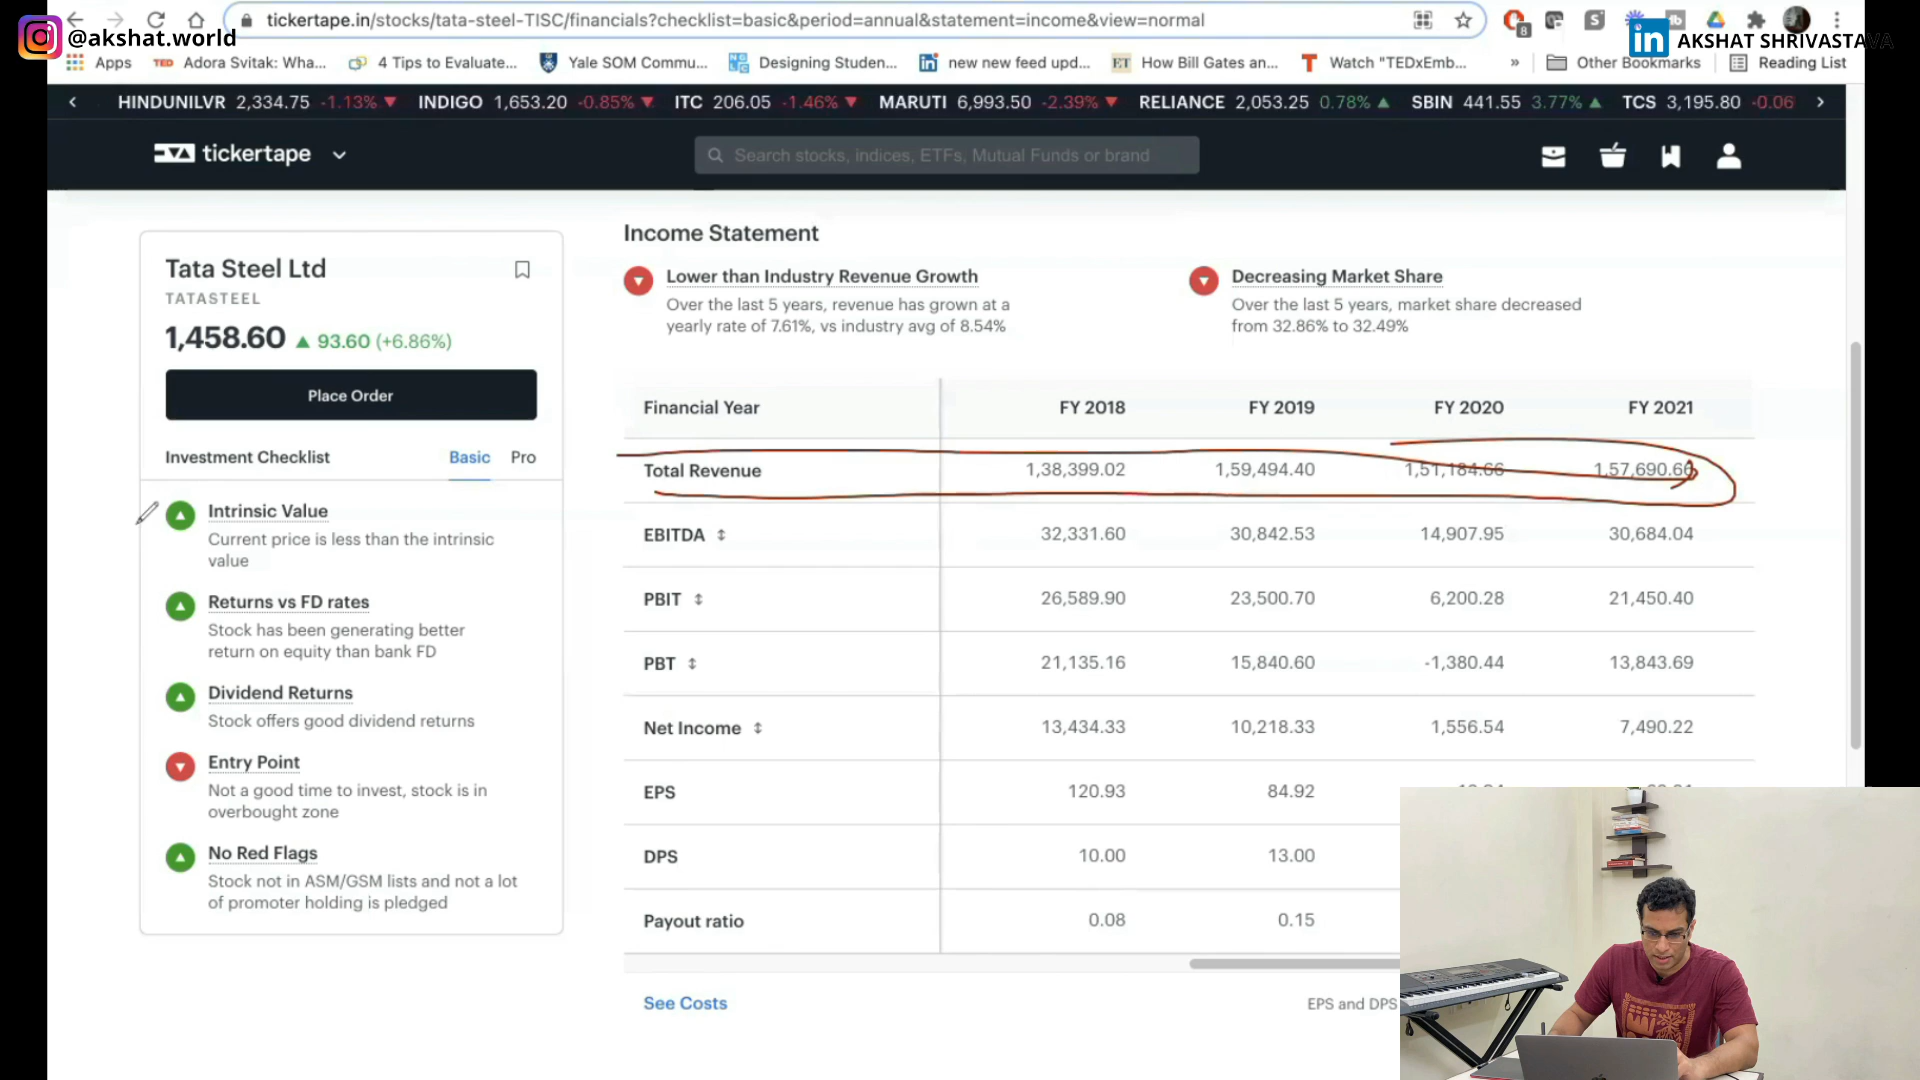 tickertape.in/stocks/tata-steel-TISC/financials?checklist=basic&period=annual&statement=income&view=normal
@akshat.world
in AKSHAT SHRIVASTAVA
Apps TED Adora Svitak: Wha... 4 Tips to Evaluate... Yale SOM Commu... Designing Studen... in new new feed upd... ET How Bill Gates an... T Watch "TEDxEmb... » Other Bookmarks Reading List
HINDUNILVR 2,334.75 -1.13% INDIGO 1,653.20 -0.85% ITC 206.05 -1.46% MARUTI 6,993.50 -2.39% RELIANCE 2,053.25 0.78% SBIN 441.55 3.77% TCS 3,195.80 -0.06
tickertape
Search stocks, indices, ETFs, Mutual Funds or brand
Tata Steel Ltd
TATASTEEL
1,458.60 93.60 (+6.86%)
Place Order
Investment Checklist Basic Pro
Intrinsic Value
Current price is less than the intrinsic
value
Returns vs FD rates
Stock has been generating better
return on equity than bank FD
Dividend Returns
Stock offers good dividend returns
Entry Point
Not a good time to invest, stock is in
overbought zone
No Red Flags
Stock not in ASM/GSM lists and not a lot
of promoter holding is pledged
Income Statement
Lower than Industry Revenue Growth
Over the last 5 years, revenue has grown at a
yearly rate of 7.61%, vs industry avg of 8.54%
Decreasing Market Share
Over the last 5 years, market share decreased
from 32.86% to 32.49%
Financial Year FY 2018 FY 2019 FY 2020 FY 2021
Total Revenue 1,38,399.02 1,59,494.40 1,51,184.66 1,57,690.66
EBITDA 32,331.60 30,842.53 14,907.95 30,684.04
PBIT 26,589.90 23,500.70 6,200.28 21,450.40
PBT 21,135.16 15,840.60 -1,380.44 13,843.69
Net Income 13,434.33 10,218.33 1,556.54 7,490.22
EPS 120.93 84.92
DPS 10.00 13.00
Payout ratio 0.08 0.15
See Costs
EPS and DPS